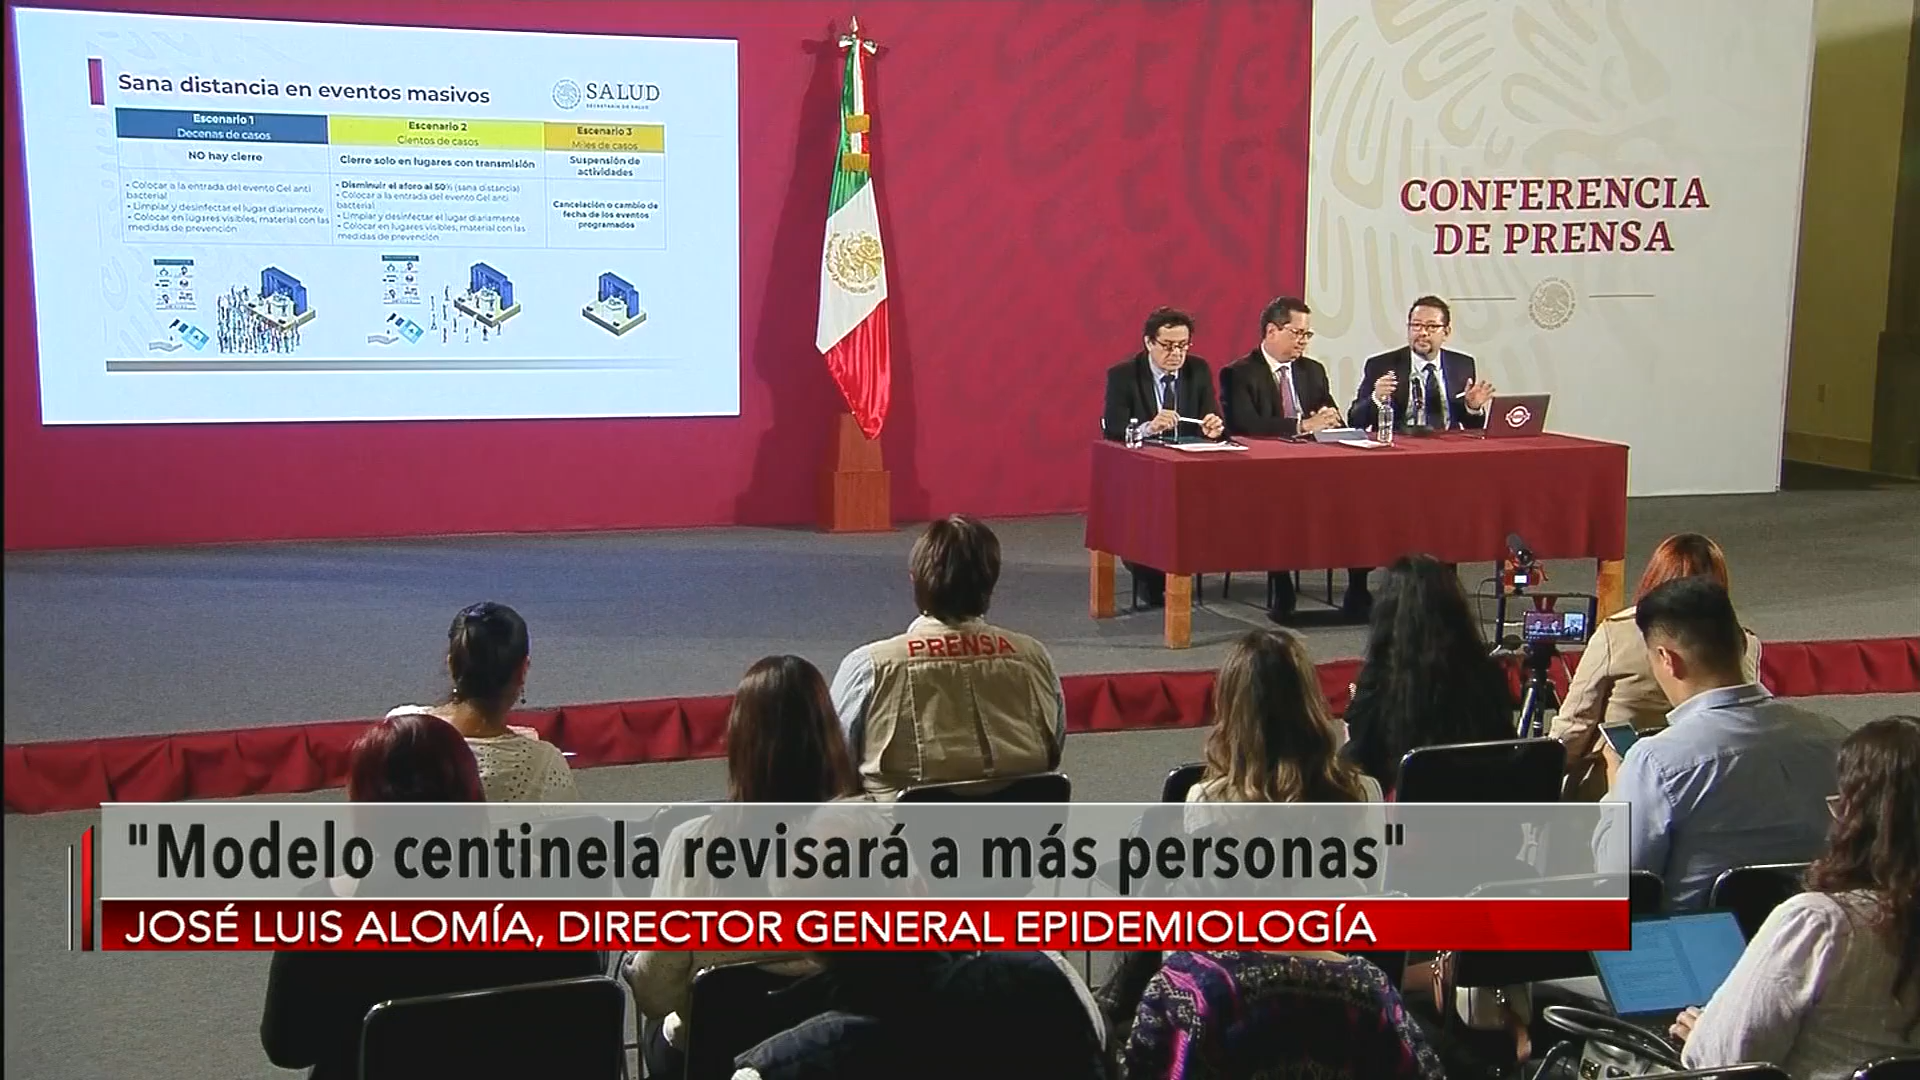 Sana distancia en eventos masivos
SALUD
SECRETARÍA DE SALUD
Escenario 1
Decenas de casos
Escenario 2
Cientos de casos
Escenario 3
Miles de casos
NO hay cierre
Cierre solo en lugares con transmisión
Suspensión de
actividades
• Colocar a la entrada del evento Gel anti
bacterial
• Limpiar y desinfectar el lugar diariamente
• Colocar en lugares visibles, material con las
medidas de prevención
• Disminuir el aforo al 50% (sana distancia)
• Colocar a la entrada del evento Gel anti
bacterial
• Limpiar y desinfectar el lugar diariamente
• Colocar en lugares visibles, material con las
medidas de prevención
Cancelación o cambio de
fecha de los eventos
programados
CONFERENCIA
DE PRENSA
PRENSA
"Modelo centinela revisará a más personas"
JOSÉ LUIS ALOMÍA, DIRECTOR GENERAL EPIDEMIOLOGÍA